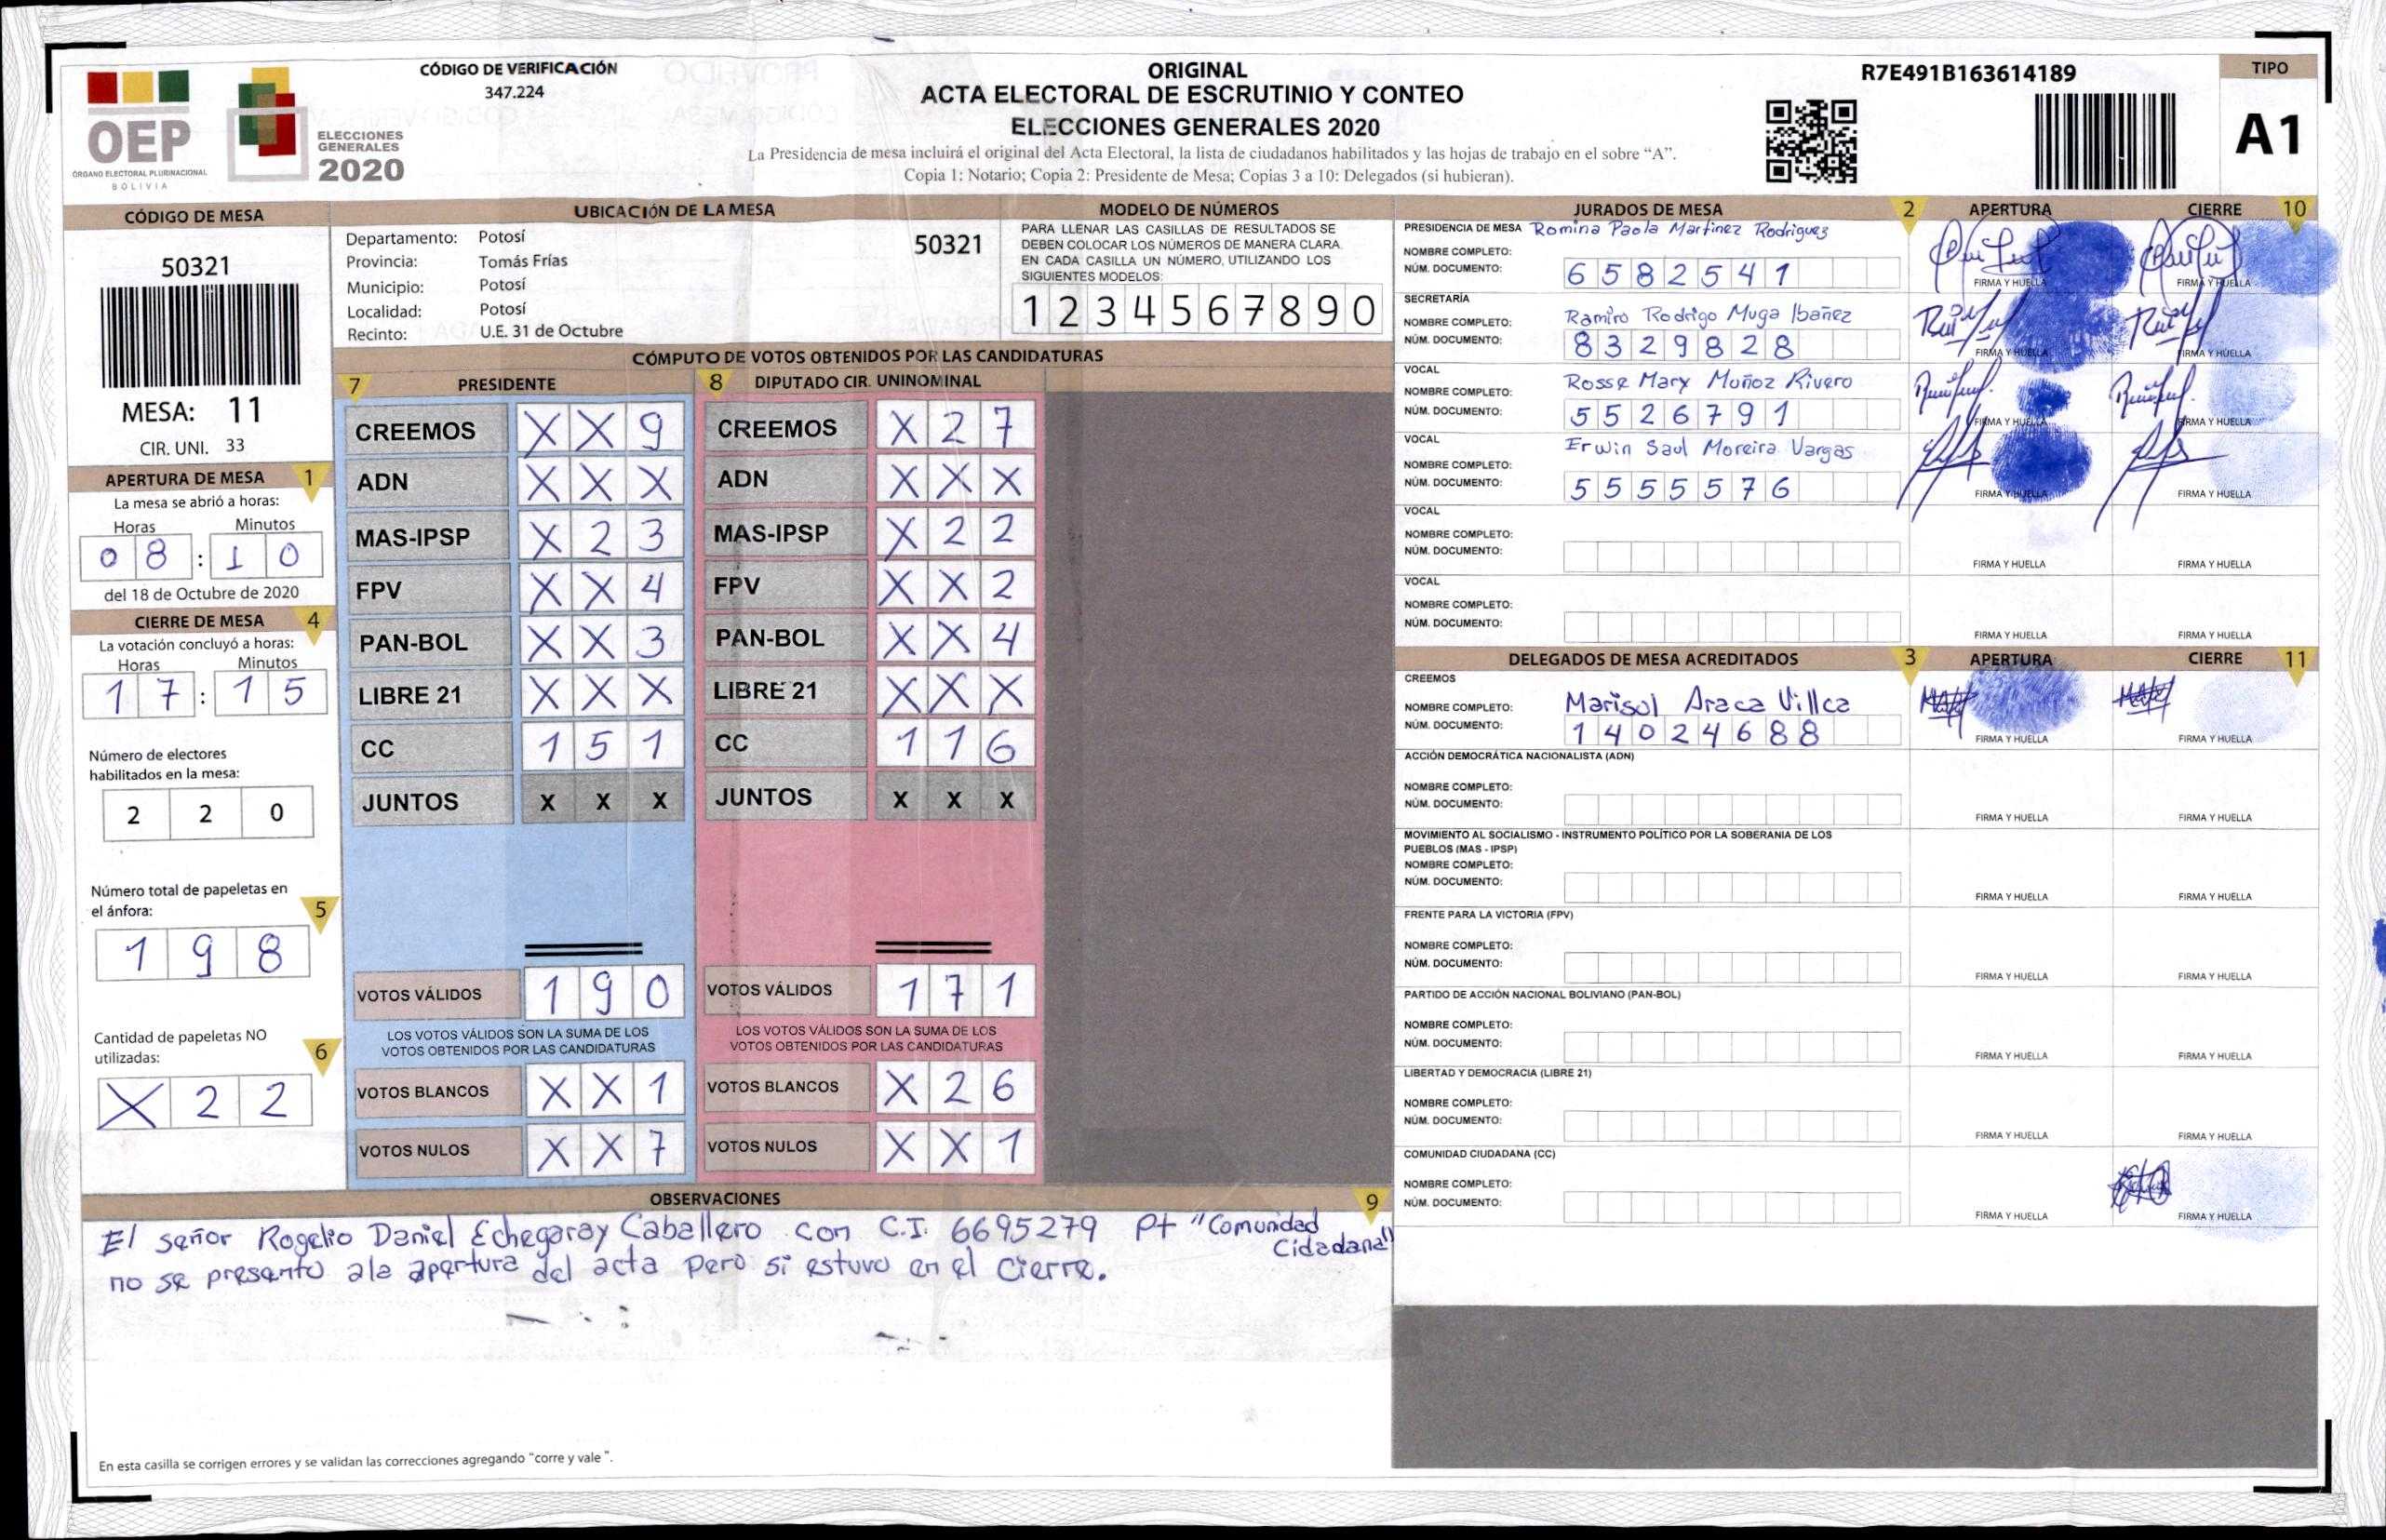 OEP
ÓRGANO ELECTORAL PLURINACIONAL
BOLIVIA
ELECCIONES
GENERALES
2020
CÓDIGO DE VERIFICACIÓN
347.224
ORIGINAL
ACTA ELECTORAL DE ESCRUTINIO Y CONTEO
ELECCIONES GENERALES 2020
La Presidencia de mesa incluirá el original del Acta Electoral, la lista de ciudadanos habilitados y las hojas de trabajo en el sobre “A”.
Copia 1: Notario; Copia 2: Presidente de Mesa; Copias 3 a 10: Delegados (si hubieran).
R7E491B163614189
TIPO
A1
CÓDIGO DE MESA
50321
MESA: 11
CIR. UNI. 33
APERTURA DE MESA 1
La mesa se abrió a horas:
Horas Minutos
08:10
del 18 de Octubre de 2020
CIERRE DE MESA 4
La votación concluyó a horas:
Horas Minutos
17:15
Número de electores
habilitados en la mesa:
2 2 0
Número total de papeletas en
el ánfora: 5
1 9 8
Cantidad de papeletas NO
utilizadas: 6
X 2 2
UBICACIÓN DE LA MESA
Departamento: Potosí 50321
Provincia: Tomás Frías
Municipio: Potosí
Localidad: Potosí
Recinto: U.E. 31 de Octubre
MODELO DE NÚMEROS
PARA LLENAR LAS CASILLAS DE RESULTADOS SE
DEBEN COLOCAR LOS NÚMEROS DE MANERA CLARA.
EN CADA CASILLA UN NÚMERO, UTILIZANDO LOS
SIGUIENTES MODELOS:
1 2 3 4 5 6 7 8 9 0
CÓMPUTO DE VOTOS OBTENIDOS POR LAS CANDIDATURAS
7 PRESIDENTE
CREEMOS X X 9
ADN X X X
MAS-IPSP X 2 3
FPV X X 4
PAN-BOL X X 3
LIBRE 21 X X X
CC 1 5 1
JUNTOS X X X
VOTOS VÁLIDOS 1 9 0
LOS VOTOS VÁLIDOS SON LA SUMA DE LOS
VOTOS OBTENIDOS POR LAS CANDIDATURAS
VOTOS BLANCOS X X 1
VOTOS NULOS X X 7
8 DIPUTADO CIR. UNINOMINAL
CREEMOS X 2 7
ADN X X X
MAS-IPSP X 2 2
FPV X X 2
PAN-BOL X X 4
LIBRE 21 X X X
CC 1 1 6
JUNTOS X X X
VOTOS VÁLIDOS 1 7 1
LOS VOTOS VÁLIDOS SON LA SUMA DE LOS
VOTOS OBTENIDOS POR LAS CANDIDATURAS
VOTOS BLANCOS X 2 6
VOTOS NULOS X X 1
OBSERVACIONES 9
El señor Rogelio Daniel Echegaray Caballero con C.I. 6695279 Pt "Comunidad
Cidadana"
no se presento ala apertura del acta pero si estuvo en el cierre.
En esta casilla se corrigen errores y se validan las correcciones agregando “corre y vale”.
JURADOS DE MESA 2 APERTURA CIERRE 10
PRESIDENCIA DE MESA Romina Paola Martinez Rodriguez
NOMBRE COMPLETO:
NÚM. DOCUMENTO: 6582541 FIRMA Y HUELLA FIRMA Y HUELLA
SECRETARÍA
NOMBRE COMPLETO: Ramiro Rodrigo Muga Ibañez
NÚM. DOCUMENTO: 8329828 FIRMA Y HUELLA FIRMA Y HUELLA
VOCAL
NOMBRE COMPLETO: Rosse Mary Muñoz Rivero
NÚM. DOCUMENTO: 5526791 FIRMA Y HUELLA FIRMA Y HUELLA
VOCAL
NOMBRE COMPLETO: Erwin Saul Moreira Vargas
NÚM. DOCUMENTO: 5555576 FIRMA Y HUELLA FIRMA Y HUELLA
VOCAL
NOMBRE COMPLETO:
NÚM. DOCUMENTO: FIRMA Y HUELLA FIRMA Y HUELLA
VOCAL
NOMBRE COMPLETO:
NÚM. DOCUMENTO: FIRMA Y HUELLA FIRMA Y HUELLA
DELEGADOS DE MESA ACREDITADOS 3 APERTURA CIERRE 11
CREEMOS
NOMBRE COMPLETO: Marisol Araca Villca
NÚM. DOCUMENTO: 14024688 FIRMA Y HUELLA FIRMA Y HUELLA
ACCIÓN DEMOCRÁTICA NACIONALISTA (ADN)
NOMBRE COMPLETO:
NÚM. DOCUMENTO: FIRMA Y HUELLA FIRMA Y HUELLA
MOVIMIENTO AL SOCIALISMO - INSTRUMENTO POLÍTICO POR LA SOBERANIA DE LOS
PUEBLOS (MAS - IPSP)
NOMBRE COMPLETO:
NÚM. DOCUMENTO: FIRMA Y HUELLA FIRMA Y HUELLA
FRENTE PARA LA VICTORIA (FPV)
NOMBRE COMPLETO:
NÚM. DOCUMENTO: FIRMA Y HUELLA FIRMA Y HUELLA
PARTIDO DE ACCIÓN NACIONAL BOLIVIANO (PAN-BOL)
NOMBRE COMPLETO:
NÚM. DOCUMENTO: FIRMA Y HUELLA FIRMA Y HUELLA
LIBERTAD Y DEMOCRACIA (LIBRE 21)
NOMBRE COMPLETO:
NÚM. DOCUMENTO: FIRMA Y HUELLA FIRMA Y HUELLA
COMUNIDAD CIUDADANA (CC)
NOMBRE COMPLETO:
NÚM. DOCUMENTO: FIRMA Y HUELLA FIRMA Y HUELLA